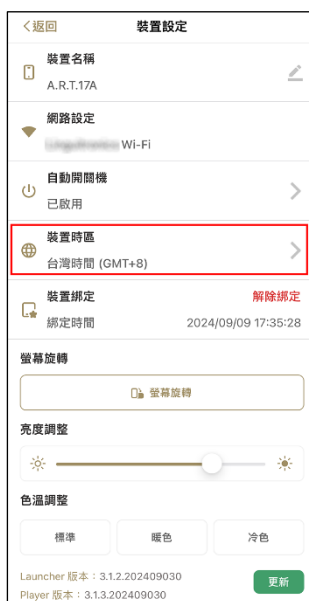 返回 裝置設定
裝置名稱
A.R.T.17A
網路設定
Wi-Fi
自動開關機
已啟用
裝置時區
台灣時間 (GMT+8)
裝置綁定 解除綁定
綁定時間 2024/09/09 17:35:28
螢幕旋轉
螢幕旋轉
亮度調整
色溫調整
標準 暖色 冷色
Launcher 版本：3.1.2.202409030
更新
Player 版本：3.1.3.202409030